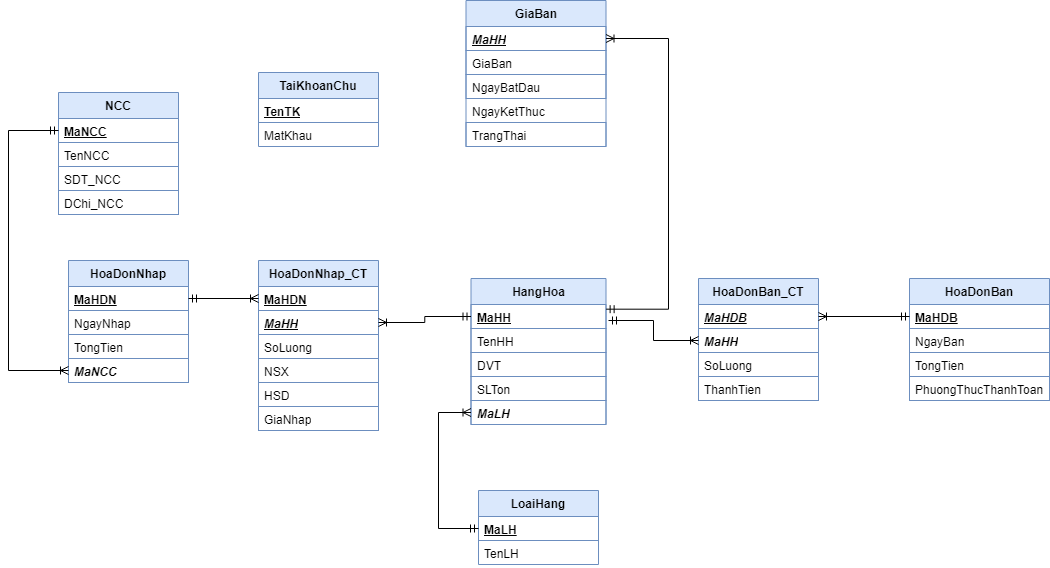 GiaBan
MaHH
GiaBan
NgayBatDau
NgayKetThuc
TrangThai
TaiKhoanChu
TenTK
MatKhau
NCC
MaNCC
TenNCC
SDT_NCC
DChi_NCC
HoaDonNhap
MaHDN
NgayNhap
TongTien
MaNCC
HoaDonNhap_CT
MaHDN
MaHH
SoLuong
NSX
HSD
GiaNhap
HangHoa
MaHH
TenHH
DVT
SLTon
MaLH
HoaDonBan_CT
MaHDB
MaHH
SoLuong
ThanhTien
HoaDonBan
MaHDB
NgayBan
TongTien
PhuongThucThanhToan
LoaiHang
MaLH
TenLH